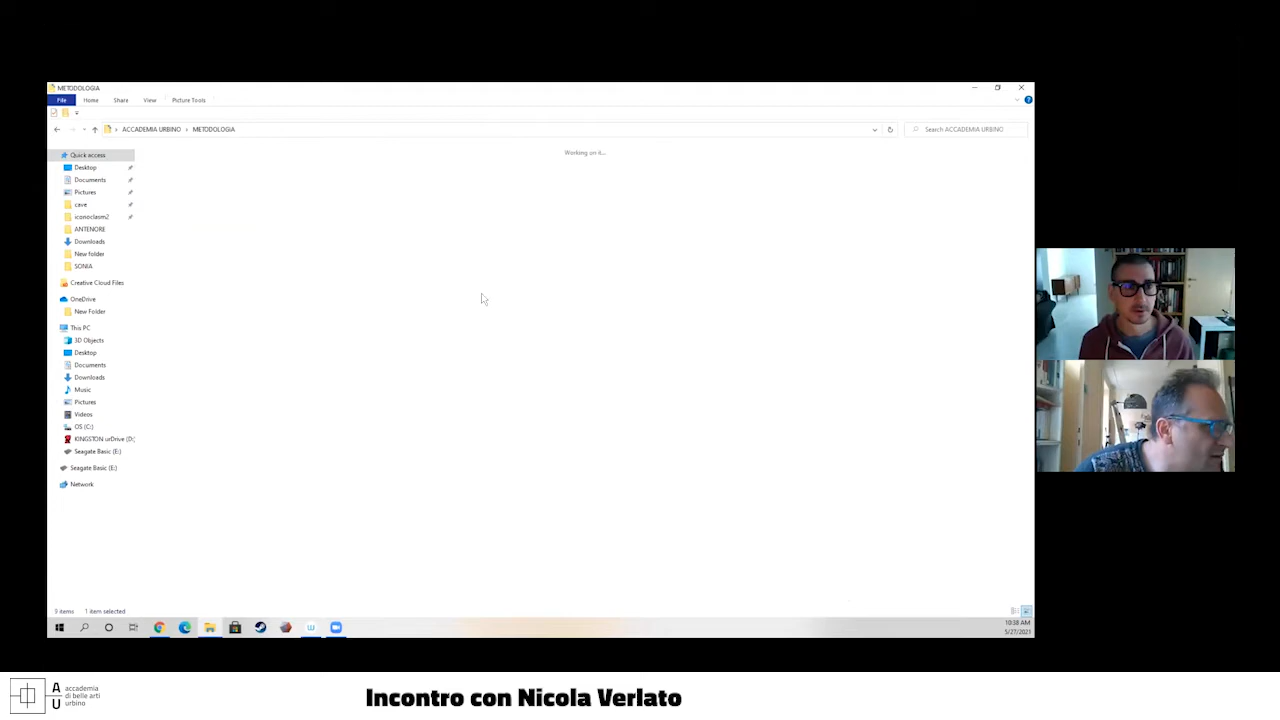 METODOLOGIA
File Home Share View Picture Tools
ACCADEMIA URBINO › METODOLOGIA
Search ACCADEMIA URBINO
Quick access
Working on it...
Desktop
Documents
Pictures
cave
iconoclasm2
ANTENORE
Downloads
New folder
SONIA
Creative Cloud Files
OneDrive
New Folder
This PC
3D Objects
Desktop
Documents
Downloads
Music
Pictures
Videos
OS (C:)
KINGSTON urDrive (D:)
Seagate Basic (E:)
Seagate Basic (E:)
Network
9 items 1 item selected
10:38 AM
5/27/2021
A
U
accademia
di belle arti
urbino
Incontro con Nicola Verlato